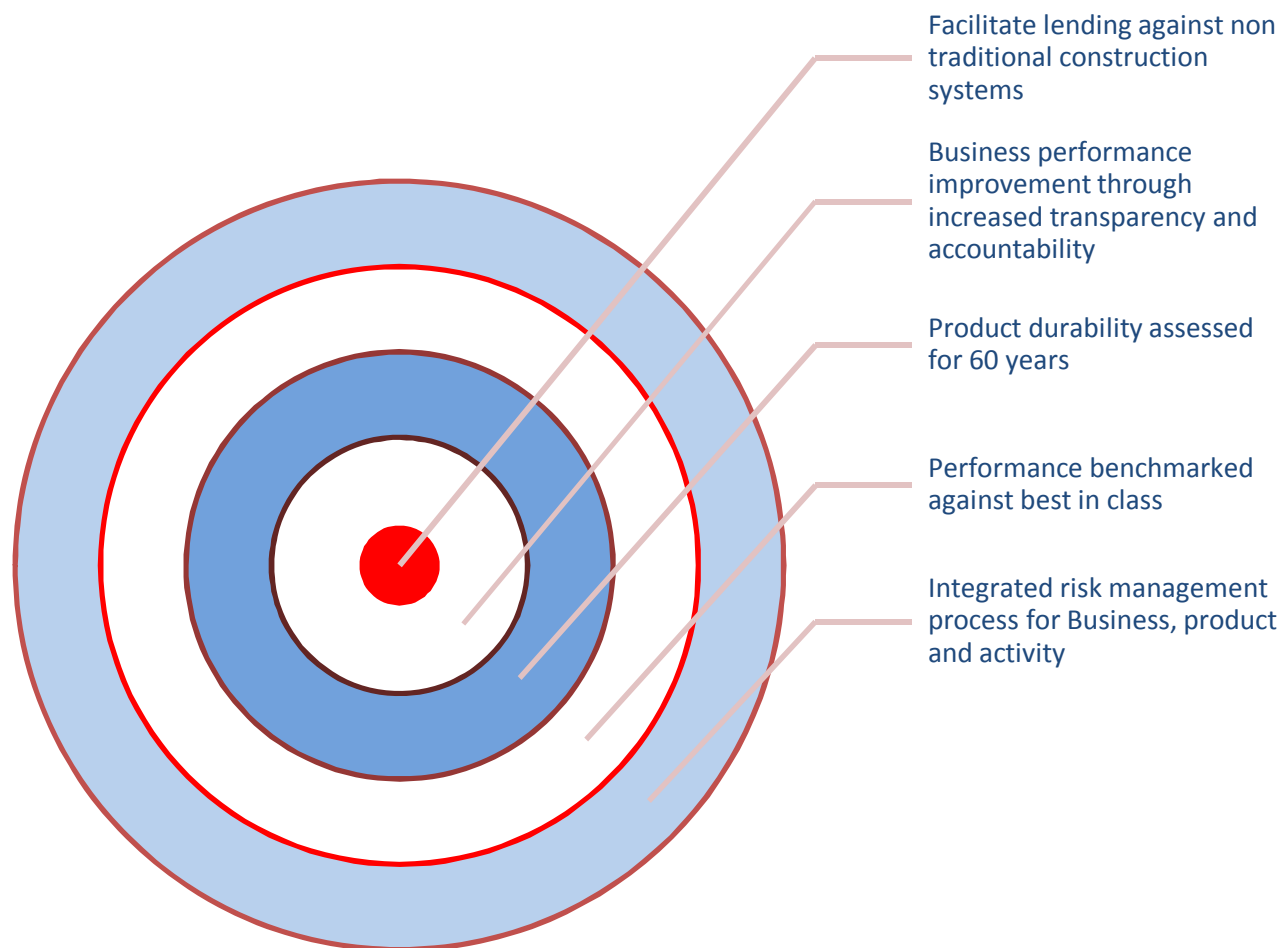 Facilitate lending against non
traditional construction
systems
Business performance
improvement through
increased transparency and
accountability
Product durability assessed
for 60 years
Performance benchmarked
against best in class
Integrated risk management
process for Business, product
and activity